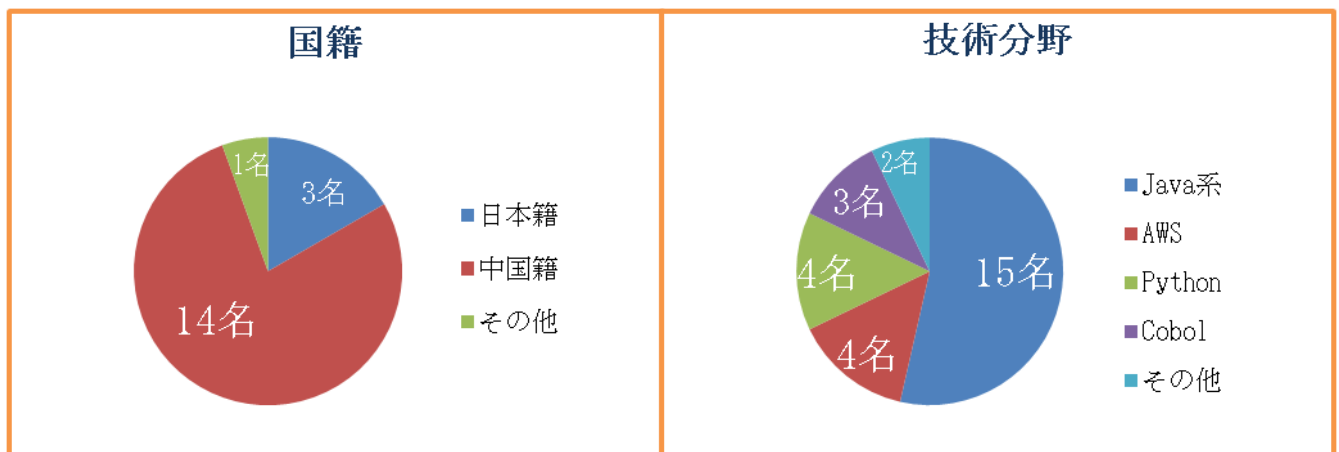 国籍
1名
3名
14名
日本籍
中国籍
その他
技術分野
2名
3名
4名
4名
15名
Java系
AWS
Python
Cobol
その他